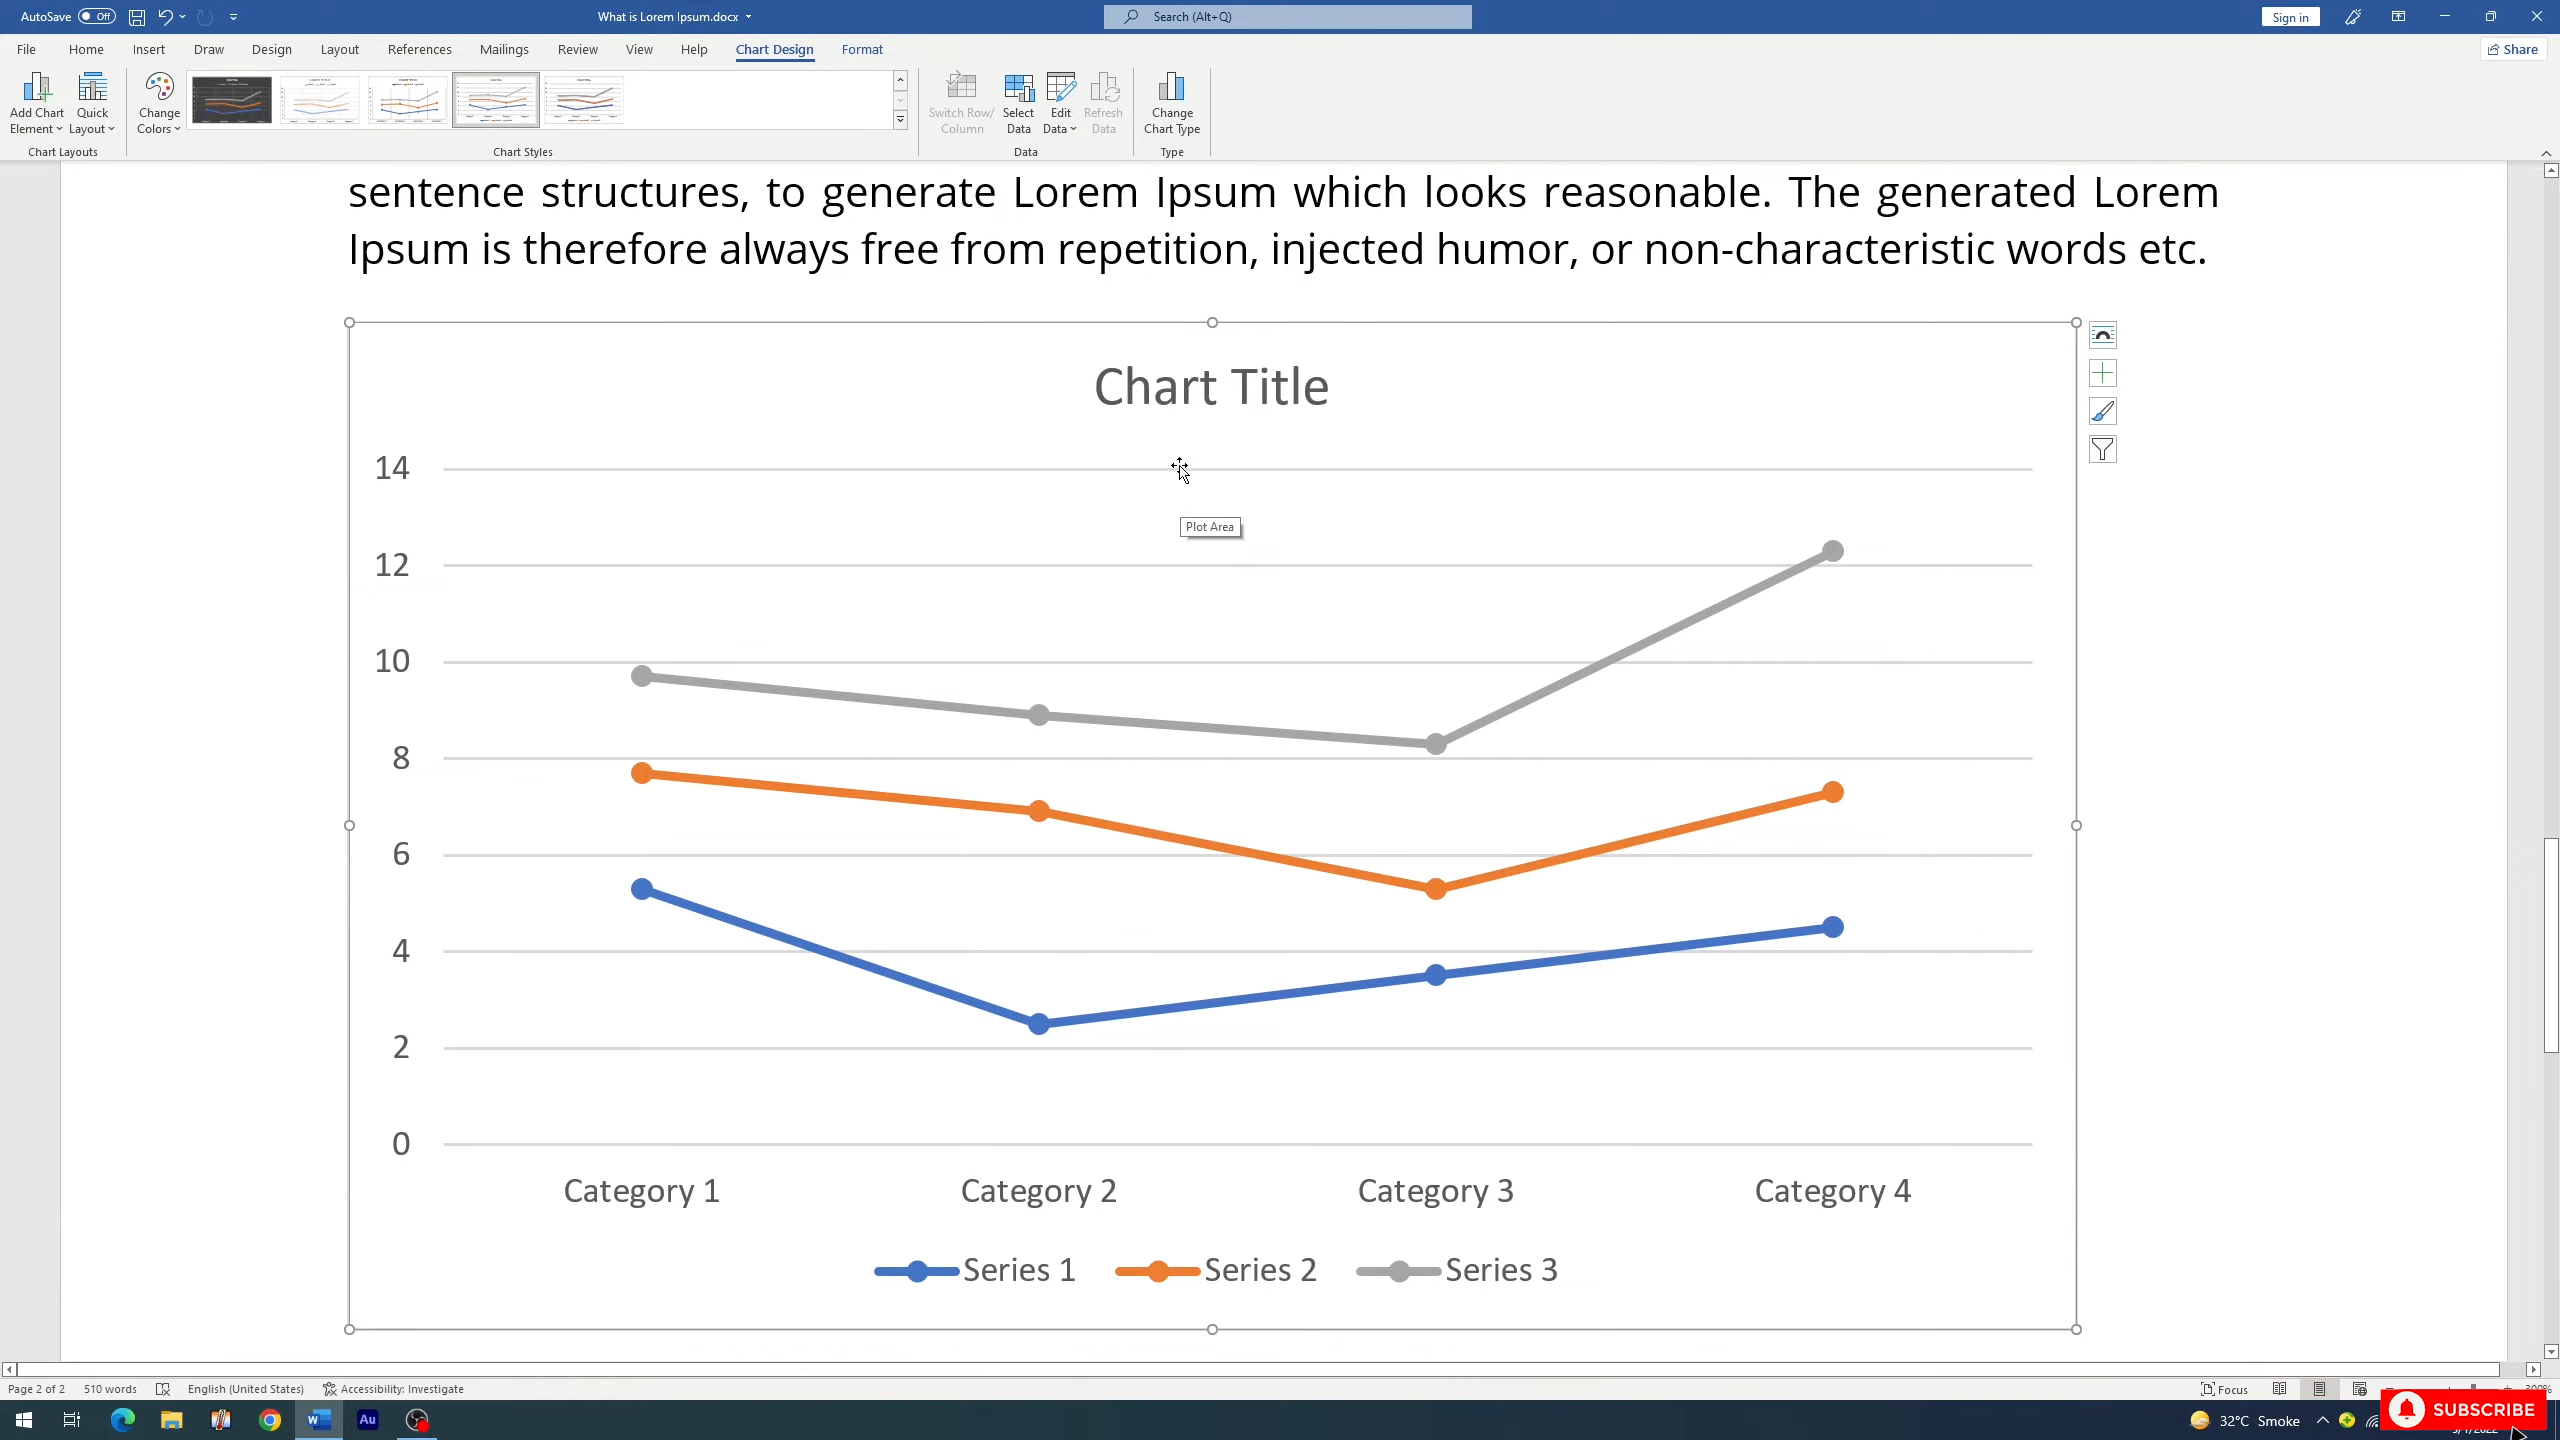 AutoSave Off What is Lorem Ipsum.docx Search (Alt+Q) Sign in
File Home Insert Draw Design Layout References Mailings Review View Help Chart Design Format Share
Add Chart Element Quick Layout Change Colors Switch Row/ Column Select Data Edit Data Refresh Data Change Chart Type
Chart Layouts Chart Styles Data Type
sentence structures, to generate Lorem Ipsum which looks reasonable. The generated Lorem
Ipsum is therefore always free from repetition, injected humor, or non-characteristic words etc.
Chart Title
14
Plot Area
12
10
8
6
4
2
0
Category 1 Category 2 Category 3 Category 4
Series 1 Series 2 Series 3
Page 2 of 2 510 words English (United States) Accessibility: Investigate Focus
W Au 32°C Smoke SUBSCRIBE